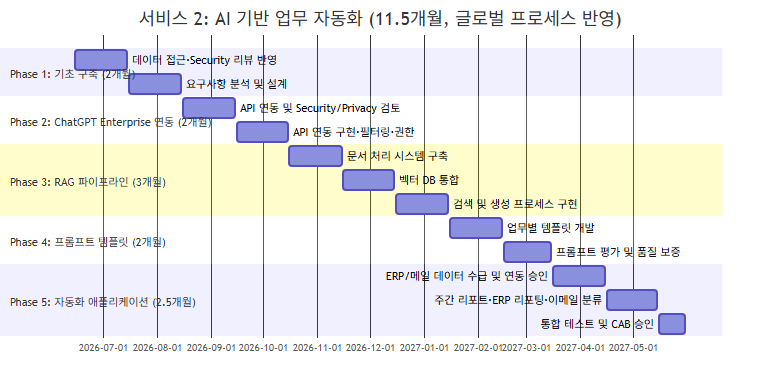 서비스 2: AI 기반 업무 자동화 (11.5개월, 글로벌 프로세스 반영)
Phase 1: 기초 구축 (2개월)
데이터 접근·Security 리뷰 반영
요구사항 분석 및 설계
Phase 2: ChatGPT Enterprise 연동 (2개월)
API 연동 및 Security/Privacy 검토
API 연동 구현·필터링·권한
Phase 3: RAG 파이프라인 (3개월)
문서 처리 시스템 구축
벡터 DB 통합
검색 및 생성 프로세스 구현
Phase 4: 프롬프트 템플릿 (2개월)
업무별 템플릿 개발
프롬프트 평가 및 품질 보증
Phase 5: 자동화 애플리케이션 (2.5개월)
ERP/메일 데이터 수급 및 연동 승인
주간 리포트·ERP 리포팅·이메일 분류
통합 테스트 및 CAB 승인
2026-07-01 2026-08-01 2026-09-01 2026-10-01 2026-11-01 2026-12-01 2027-01-01 2027-02-01 2027-03-01 2027-04-01 2027-05-01